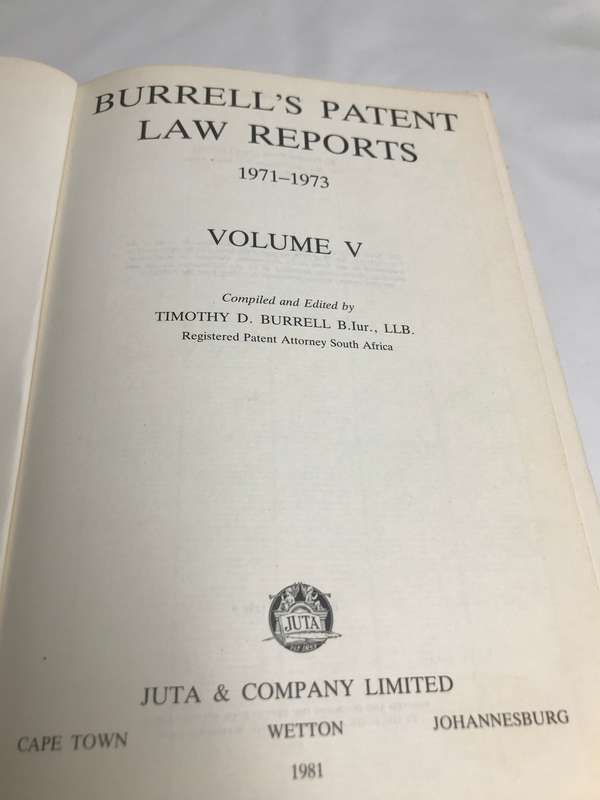 BURRELL'S PATENT
LAW REPORTS
1971–1973
VOLUME V
Compiled and Edited by
TIMOTHY D. BURRELL B.Iur., LLB.
Registered Patent Attorney South Africa
JUTA
JUTA & COMPANY LIMITED
CAPE TOWN WETTON JOHANNESBURG
1981